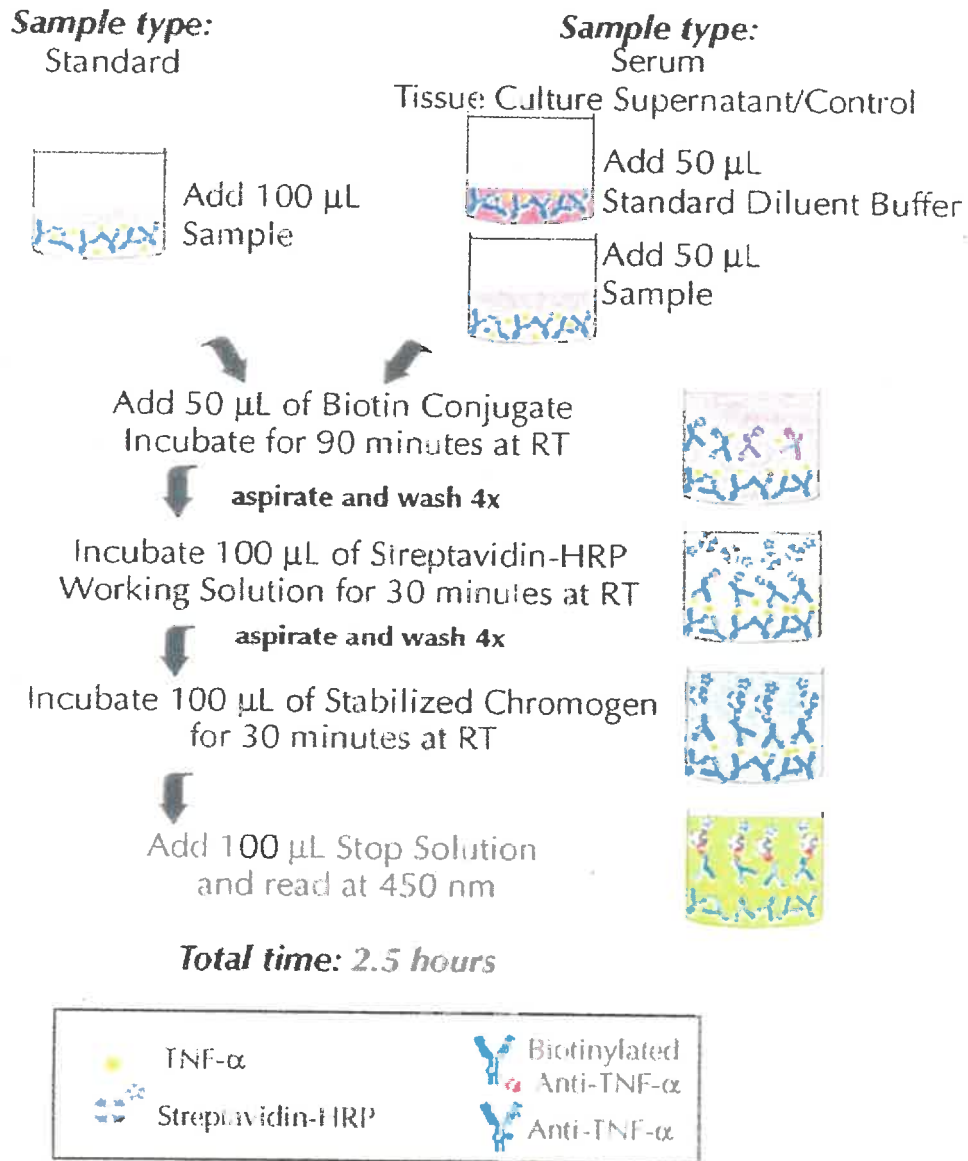 Sample type:
Standard
Add 100 µL
Sample
Sample type:
Serum
Tissue Culture Supernatant/Control
Add 50 µL
Standard Diluent Buffer
Add 50 µL
Sample
Add 50 µL of Biotin Conjugate
Incubate for 90 minutes at RT
aspirate and wash 4x
Incubate 100 µL of Streptavidin-HRP
Working Solution for 30 minutes at RT
aspirate and wash 4x
Incubate 100 µL of Stabilized Chromogen
for 30 minutes at RT
Add 100 µL Stop Solution
and read at 450 nm
Total time: 2.5 hours
TNF-α
Streptavidin-HRP
Biotinylated
Anti-TNF-α
Anti-TNF-α